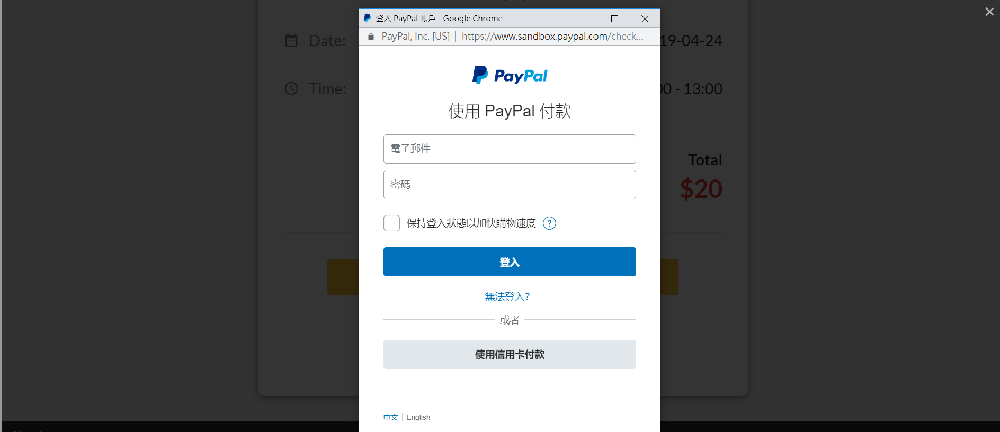 登入 PayPal 帳戶 - Google Chrome
PayPal, Inc. [US] | https://www.sandbox.paypal.com/check...
Date:
19-04-24
PayPal
Time:
00 - 13:00
使用 PayPal 付款
電子郵件
Total
密碼
$20
保持登入狀態以加快購物速度 ?
登入
無法登入?
或者
使用信用卡付款
中文 | English